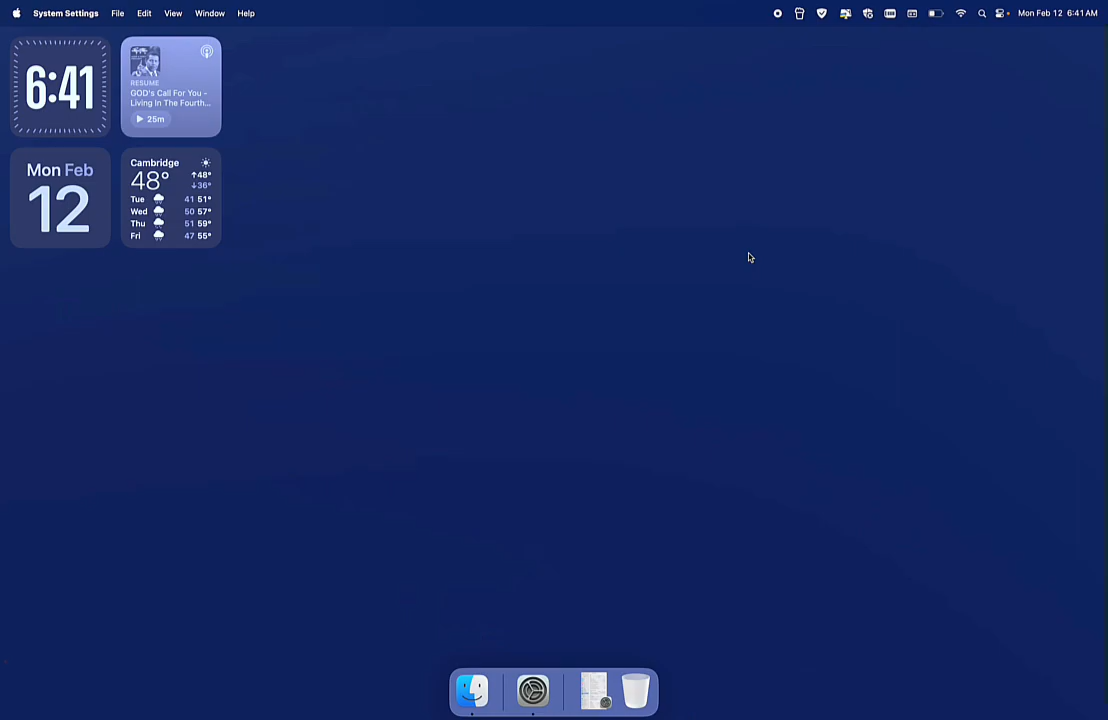 System Settings File Edit View Window Help
Mon Feb 12 6:41 AM
6:41
RESUME
GOD's Call For You -
Living In The Fourth...
25m
Mon Feb
12
Cambridge
48°
↑48°
↓36°
Tue 41 51°
Wed 50 57°
Thu 51 59°
Fri 47 55°